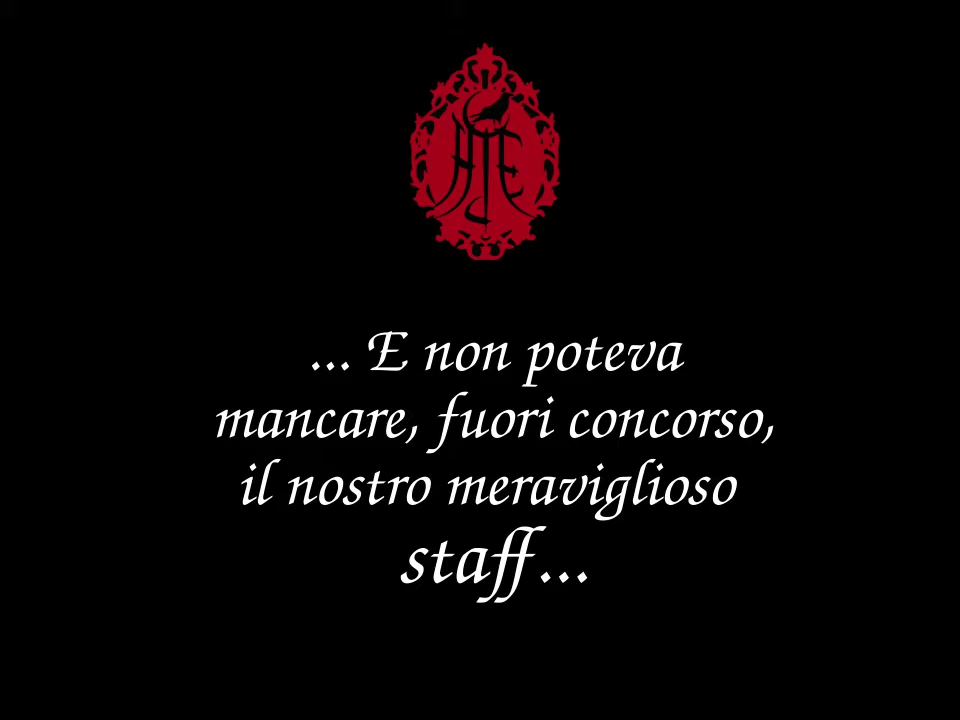 ... E non poteva
mancare, fuori concorso,
il nostro meraviglioso
staff...